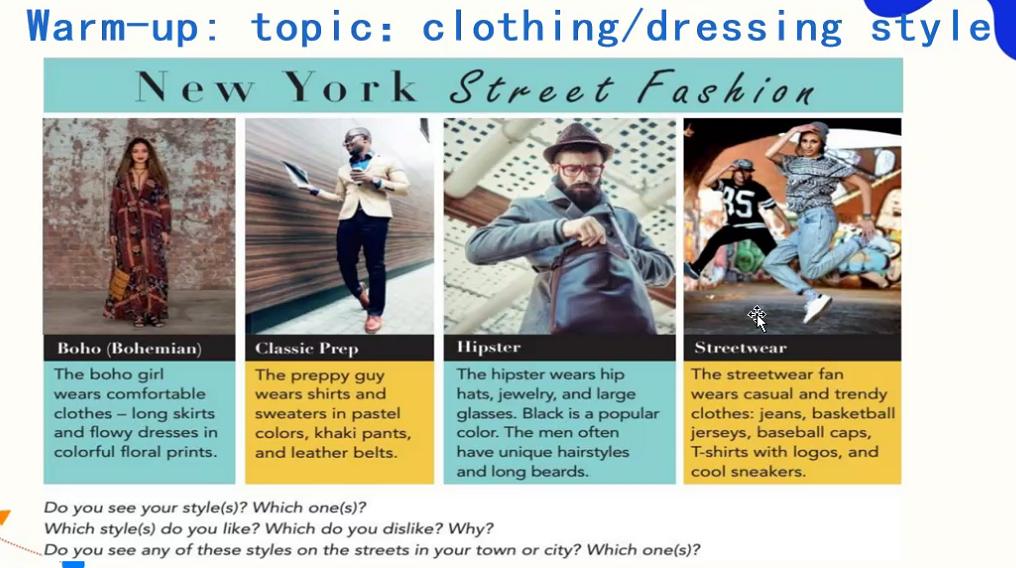 Warm-up: topic: clothing/dressing style
New York Street Fashion
Boho (Bohemian)
The boho girl
wears comfortable
clothes – long skirts
and flowy dresses in
colorful floral prints.
Classic Prep
The preppy guy
wears shirts and
sweaters in pastel
colors, khaki pants,
and leather belts.
Hipster
The hipster wears hip
hats, jewelry, and large
glasses. Black is a popular
color. The men often
have unique hairstyles
and long beards.
85
Streetwear
The streetwear fan
wears casual and trendy
clothes: jeans, basketball
jerseys, baseball caps,
T-shirts with logos, and
cool sneakers.
Do you see your style(s)? Which one(s)?
Which style(s) do you like? Which do you dislike? Why?
Do you see any of these styles on the streets in your town or city? Which one(s)?